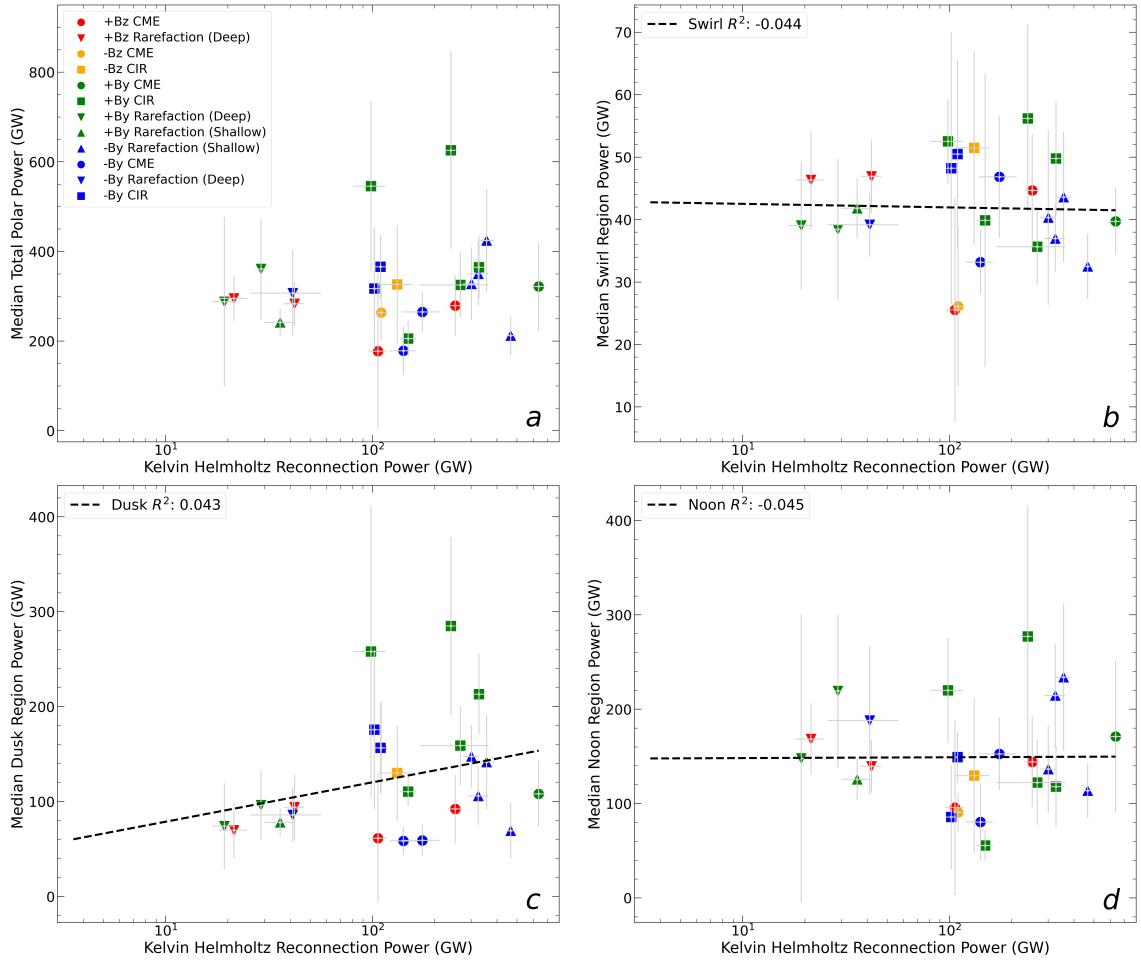 800
600
400
200
0
Median Total Polar Power (GW)
+Bz CME
+Bz Rarefaction (Deep)
-Bz CME
-Bz CIR
+By CME
+By CIR
+By Rarefaction (Deep)
+By Rarefaction (Shallow)
-By Rarefaction (Shallow)
-By CME
-By Rarefaction (Deep)
-By CIR
a
10¹
10²
Kelvin Helmholtz Reconnection Power (GW)
70
60
50
40
30
20
10
Median Swirl Region Power (GW)
Swirl R²: -0.044
b
10¹
10²
Kelvin Helmholtz Reconnection Power (GW)
400
300
200
100
0
Median Dusk Region Power (GW)
Dusk R²: 0.043
c
10¹
10²
Kelvin Helmholtz Reconnection Power (GW)
400
300
200
100
0
Median Noon Region Power (GW)
Noon R²: -0.045
d
10¹
10²
Kelvin Helmholtz Reconnection Power (GW)